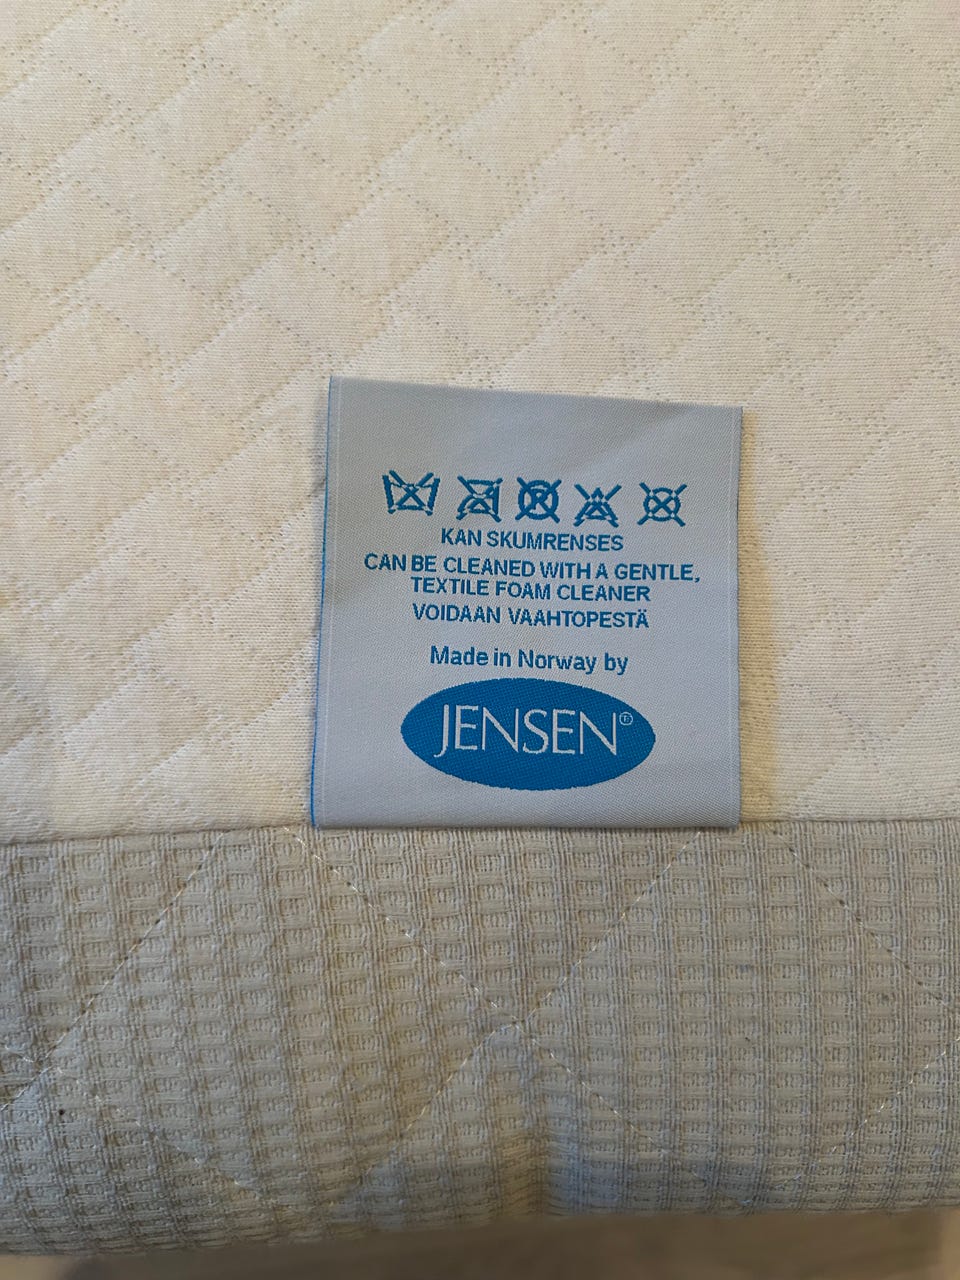 KAN SKUMRENSES
CAN BE CLEANED WITH A GENTLE,
TEXTILE FOAM CLEANER
VOIDAAN VAAHTOPESTÄ
Made in Norway by
JENSEN®